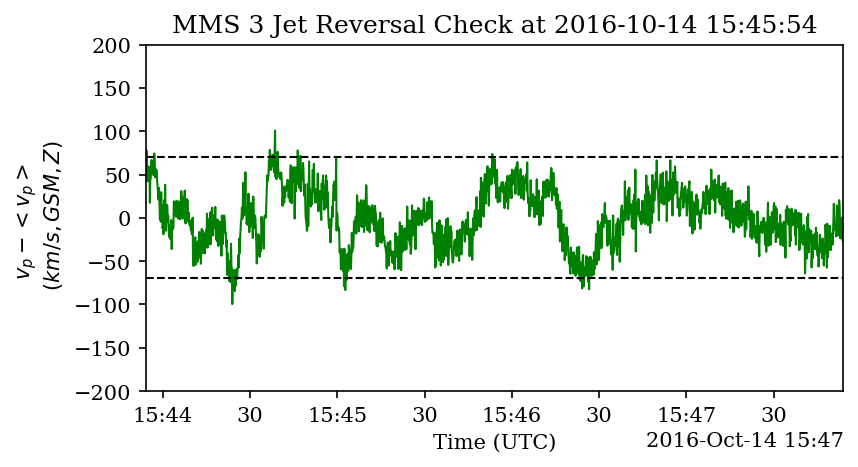 MMS 3 Jet Reversal Check at 2016-10-14 15:45:54
200
150
100
50
0
−50
−100
−150
−200
v_p − < v_p >
(km/s, GSM, Z)
15:44 30 15:45 30 15:46 30 15:47 30
Time (UTC)
2016-Oct-14 15:47